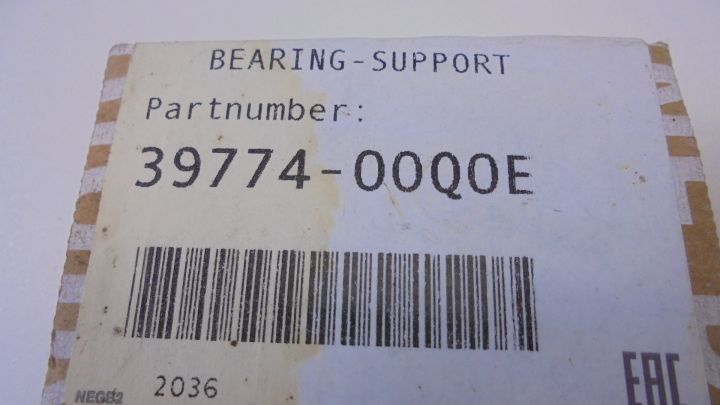 BEARING-SUPPORT
Partnumber:
39774-00Q0E
NEGB2 2036
EAC